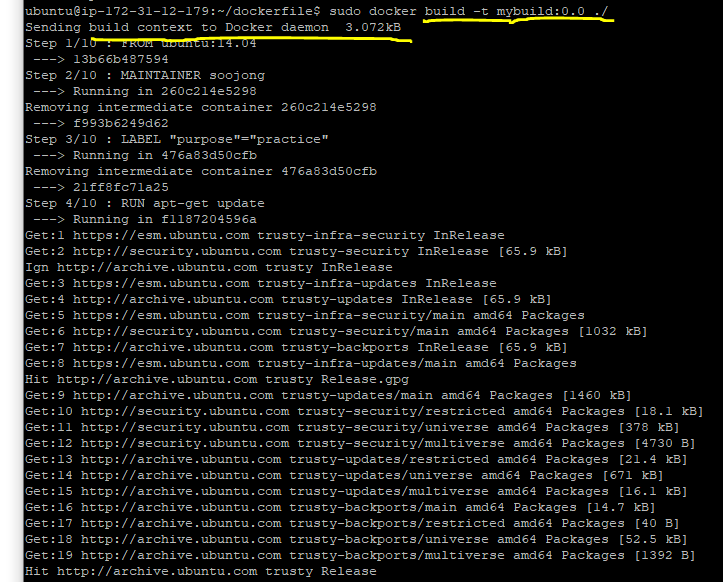 ubuntu@ip-172-31-12-179:~/dockerfile$ sudo docker build -t mybuild:0.0 ./
Sending build context to Docker daemon  3.072kB
Step 1/10 : FROM ubuntu:14.04
 ---> 13b66b487594
Step 2/10 : MAINTAINER soojong
 ---> Running in 260c214e5298
Removing intermediate container 260c214e5298
 ---> f993b6249d62
Step 3/10 : LABEL "purpose"="practice"
 ---> Running in 476a83d50cfb
Removing intermediate container 476a83d50cfb
 ---> 21ff8fc71a25
Step 4/10 : RUN apt-get update
 ---> Running in f1187204596a
Get:1 https://esm.ubuntu.com trusty-infra-security InRelease
Get:2 http://security.ubuntu.com trusty-security InRelease [65.9 kB]
Ign http://archive.ubuntu.com trusty InRelease
Get:3 https://esm.ubuntu.com trusty-infra-updates InRelease
Get:4 http://archive.ubuntu.com trusty-updates InRelease [65.9 kB]
Get:5 https://esm.ubuntu.com trusty-infra-security/main amd64 Packages
Get:6 http://security.ubuntu.com trusty-security/main amd64 Packages [1032 kB]
Get:7 http://archive.ubuntu.com trusty-backports InRelease [65.9 kB]
Get:8 https://esm.ubuntu.com trusty-infra-updates/main amd64 Packages
Hit http://archive.ubuntu.com trusty Release.gpg
Get:9 http://archive.ubuntu.com trusty-updates/main amd64 Packages [1460 kB]
Get:10 http://security.ubuntu.com trusty-security/restricted amd64 Packages [18.1 kB]
Get:11 http://security.ubuntu.com trusty-security/universe amd64 Packages [378 kB]
Get:12 http://security.ubuntu.com trusty-security/multiverse amd64 Packages [4730 B]
Get:13 http://archive.ubuntu.com trusty-updates/restricted amd64 Packages [21.4 kB]
Get:14 http://archive.ubuntu.com trusty-updates/universe amd64 Packages [671 kB]
Get:15 http://archive.ubuntu.com trusty-updates/multiverse amd64 Packages [16.1 kB]
Get:16 http://archive.ubuntu.com trusty-backports/main amd64 Packages [14.7 kB]
Get:17 http://archive.ubuntu.com trusty-backports/restricted amd64 Packages [40 B]
Get:18 http://archive.ubuntu.com trusty-backports/universe amd64 Packages [52.5 kB]
Get:19 http://archive.ubuntu.com trusty-backports/multiverse amd64 Packages [1392 B]
Hit http://archive.ubuntu.com trusty Release